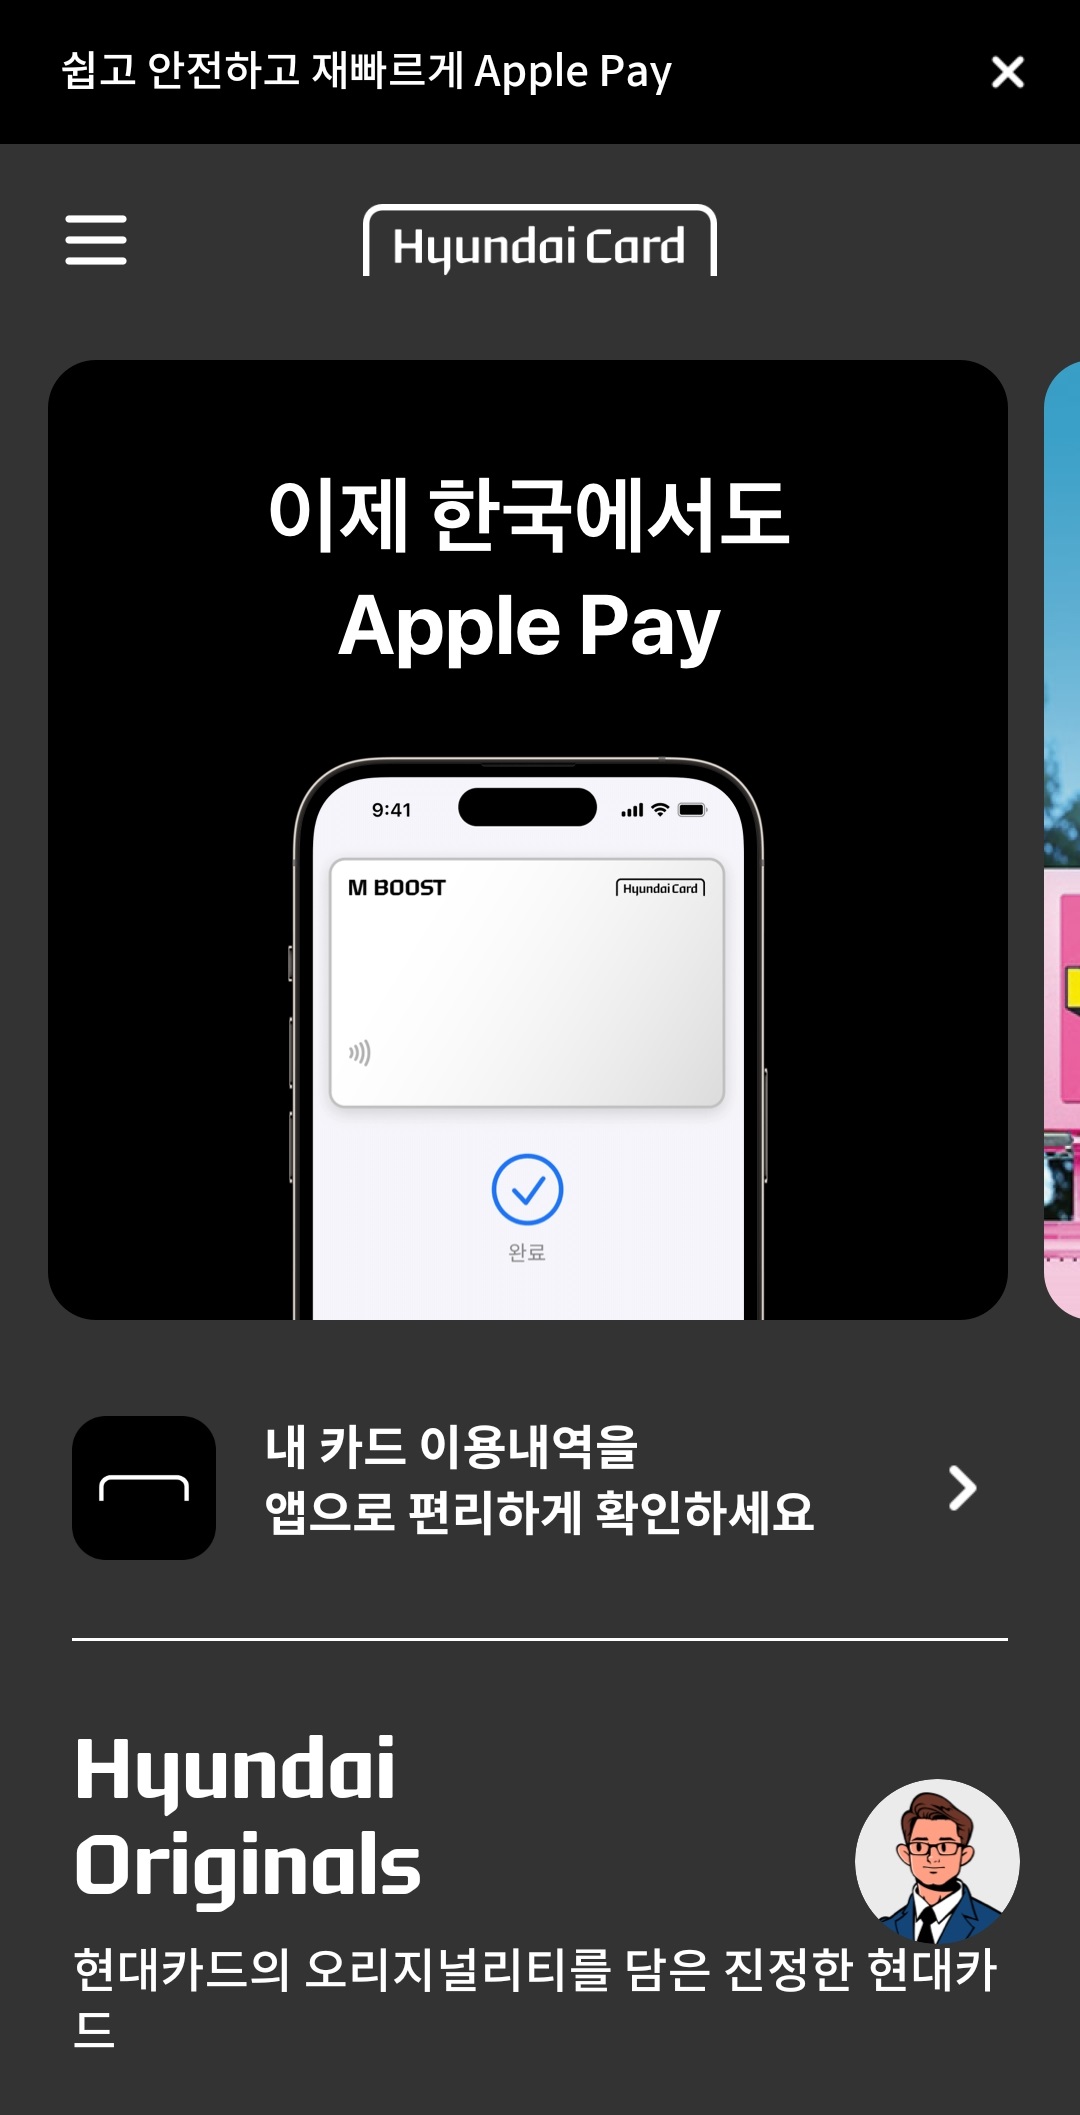 쉽고 안전하고 재빠르게 Apple Pay
Hyundai Card
이제 한국에서도
Apple Pay
9:41
M BOOST
Hyundai Card
완료
내 카드 이용내역을
앱으로 편리하게 확인하세요
Hyundai
Originals
현대카드의 오리지널리티를 담은 진정한 현대카
드